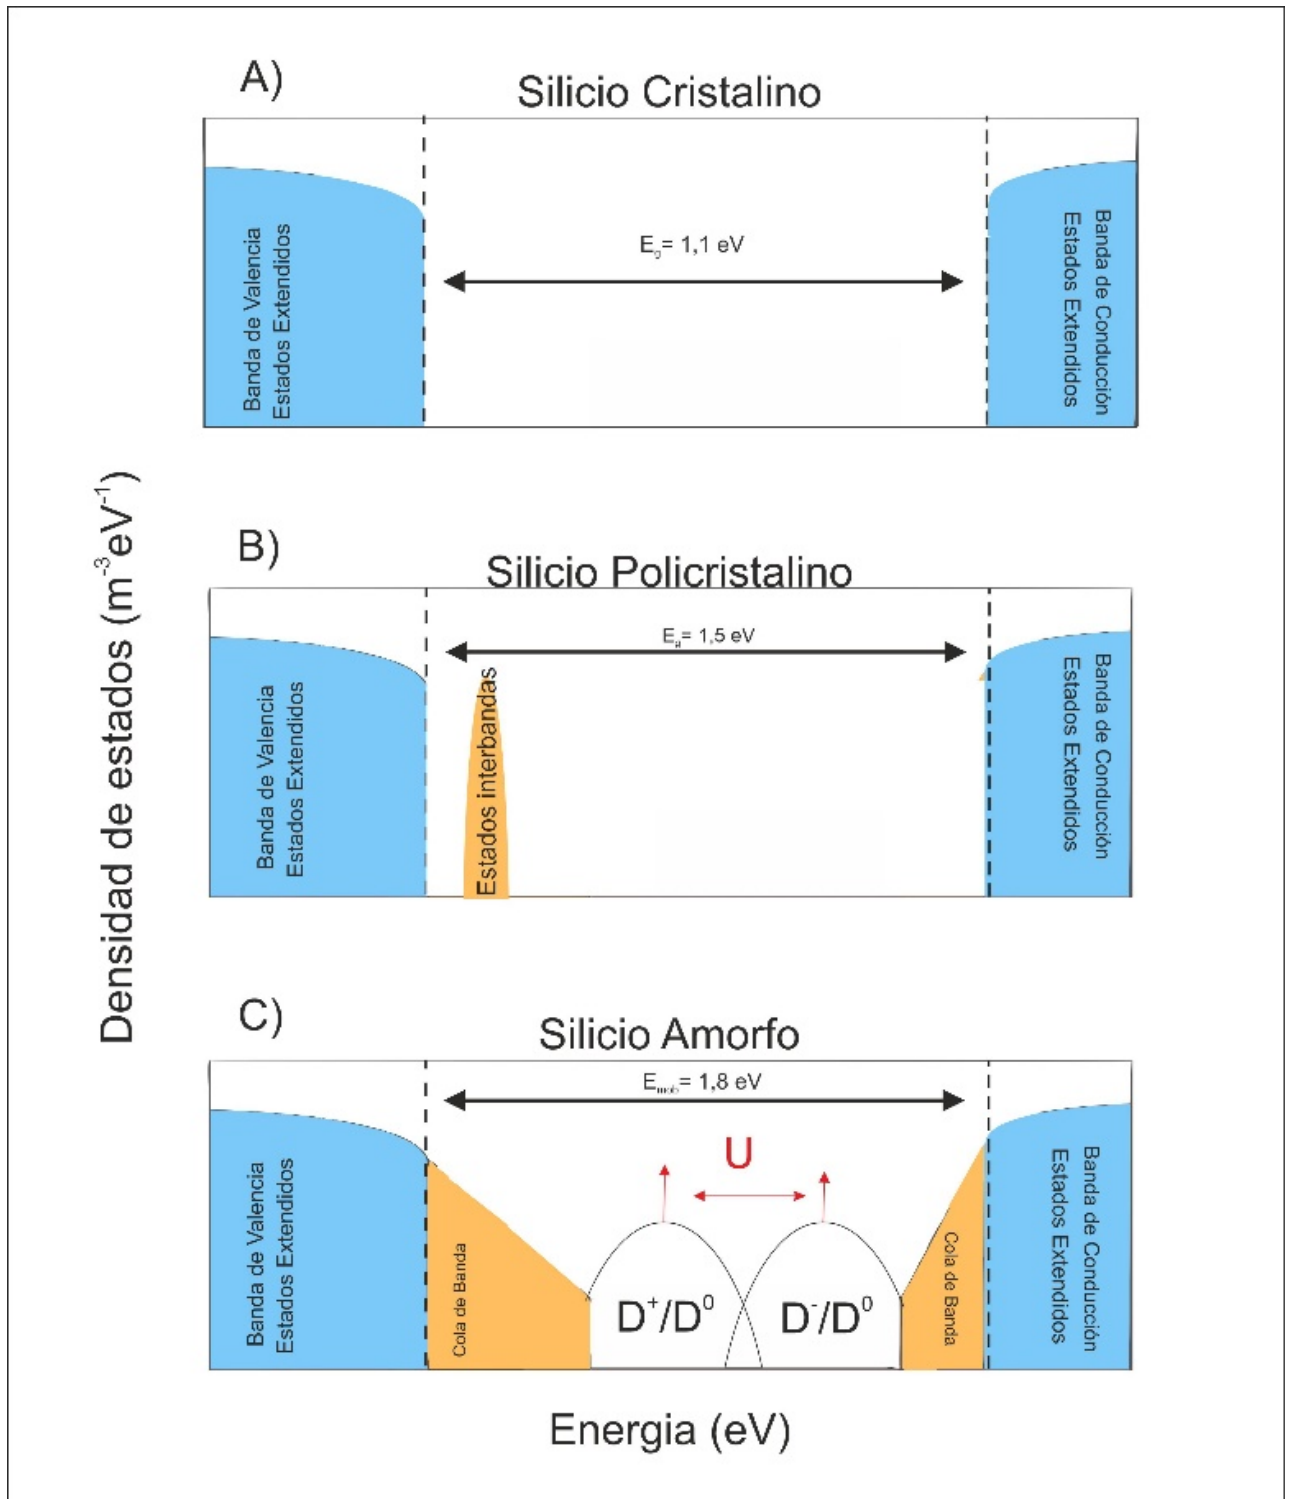 A)
Silicio Cristalino
Banda de Valencia
Estados Extendidos
E₉= 1,1 eV
Banda de Conducción
Estados Extendidos
Densidad de estados (m⁻³eV⁻¹)
B)
Silicio Policristalino
Banda de Valencia
Estados Extendidos
Estados interbandas
E₉= 1,5 eV
Banda de Conducción
Estados Extendidos
C)
Silicio Amorfo
Banda de Valencia
Estados Extendidos
Cola de Banda
Eₘₒb= 1,8 eV
U
D⁺/D⁰
D⁻/D⁰
Cola de Banda
Banda de Conducción
Estados Extendidos
Energia (eV)